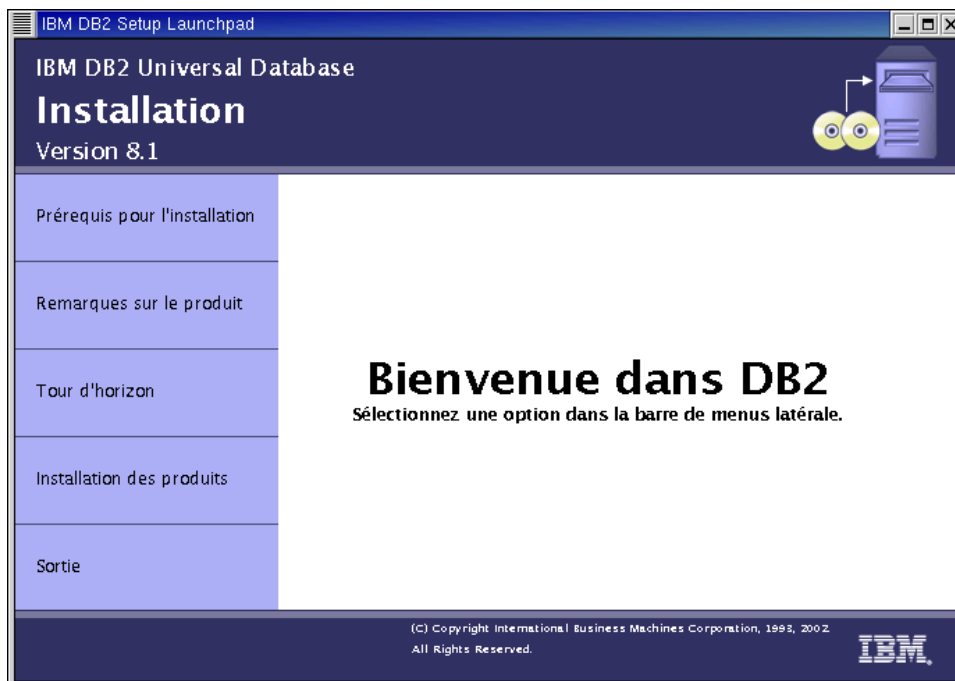 IBM DB2 Setup Launchpad
IBM DB2 Universal Database
Installation
Version 8.1
Prérequis pour l'installation
Remarques sur le produit
Tour d'horizon
Installation des produits
Sortie
Bienvenue dans DB2
Sélectionnez une option dans la barre de menus latérale.
(C) Copyright International Business Machines Corporation, 1993, 2002
All Rights Reserved.
IBM.